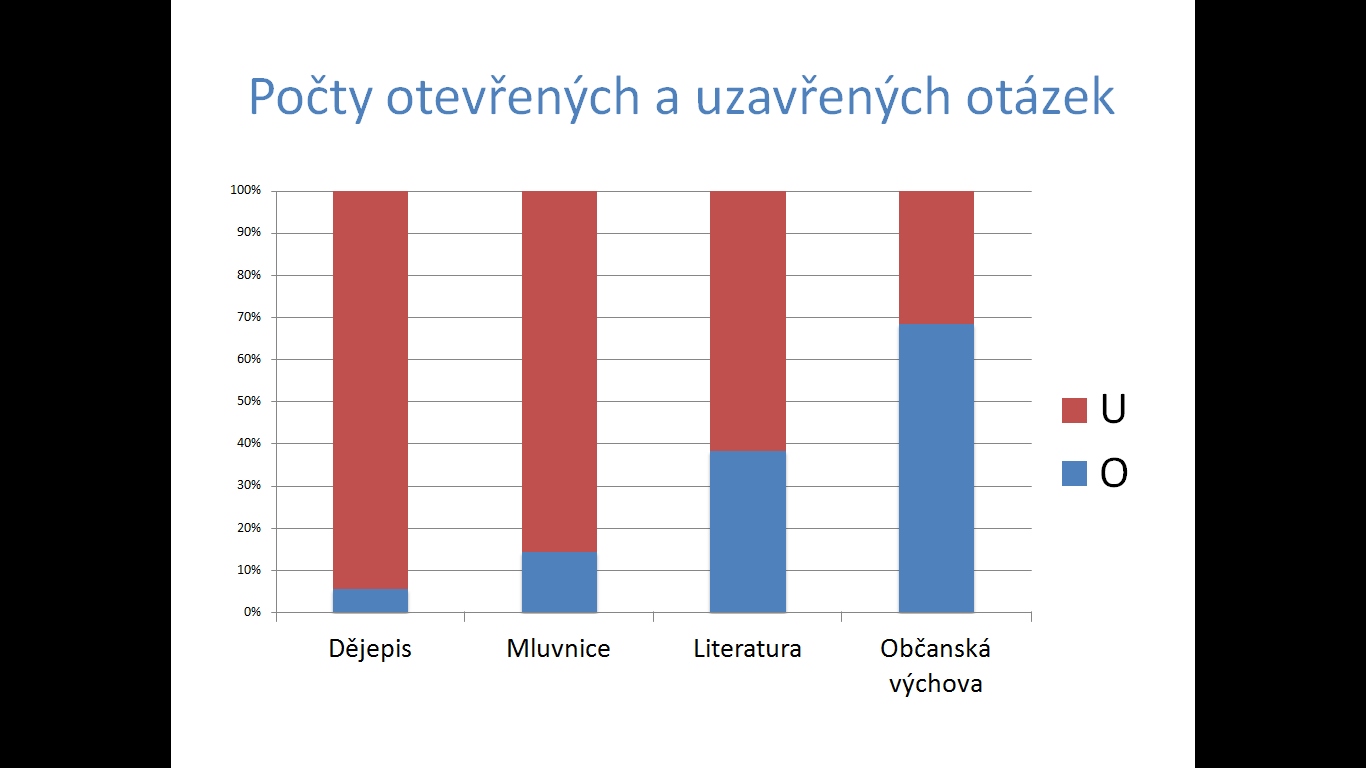 Počty otevřených a uzavřených otázek
100%
90%
80%
70%
60%
50%
40%
30%
20%
10%
0%
Dějepis
Mluvnice
Literatura
Občanská
výchova
U
O